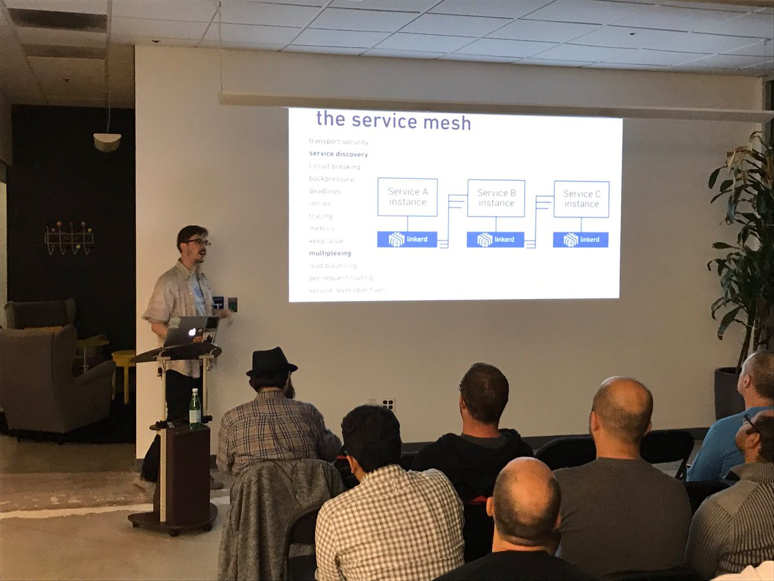 the service mesh
transport security
service discovery
circuit breaking
backpressure
deadlines
retries
tracing
metrics
keep-alive
multiplexing
load balancing
per-request routing
service-level objectives
Service A
instance
Service B
instance
Service C
instance
linkerd
linkerd
linkerd